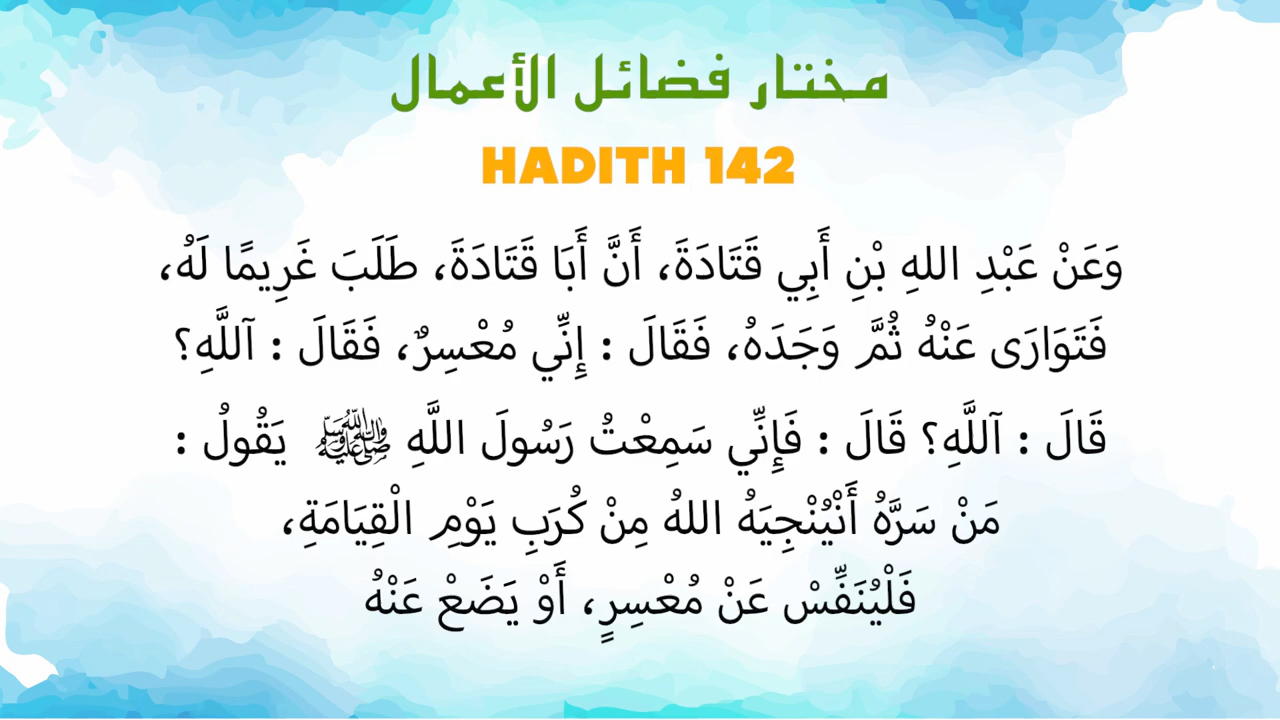 مختار فضائل الأعمال
HADITH 142
وَعَنْ عَبْدِ اللهِ بْنِ أَبِي قَتَادَةَ، أَنَّ أَبَا قَتَادَةَ، طَلَبَ غَرِيمًا لَهُ،
فَتَوَارَى عَنْهُ ثُمَّ وَجَدَهُ، فَقَالَ : إِنِّي مُعْسِرٌ، فَقَالَ : آللَّهِ؟
قَالَ : آللَّهِ؟ قَالَ : فَإِنِّي سَمِعْتُ رَسُولَ اللَّهِ ﷺ يَقُولُ :
مَنْ سَرَّهُ أَنْيُنْجِيَهُ اللهُ مِنْ كُرَبِ يَوْمِ الْقِيَامَةِ،
فَلْيُنَفِّسْ عَنْ مُعْسِرٍ، أَوْ يَضَعْ عَنْهُ